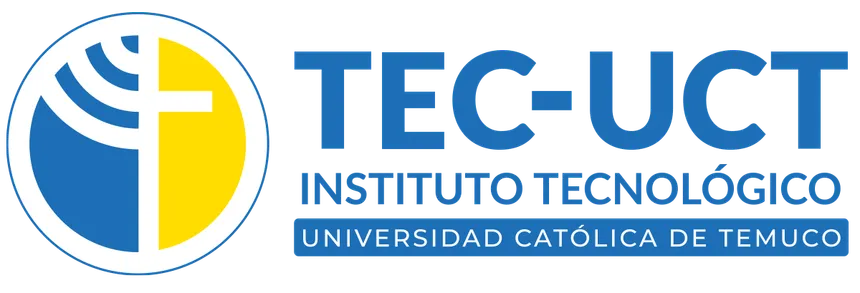 TEC-UCT
INSTITUTO TECNOLÓGICO
UNIVERSIDAD CATÓLICA DE TEMUCO